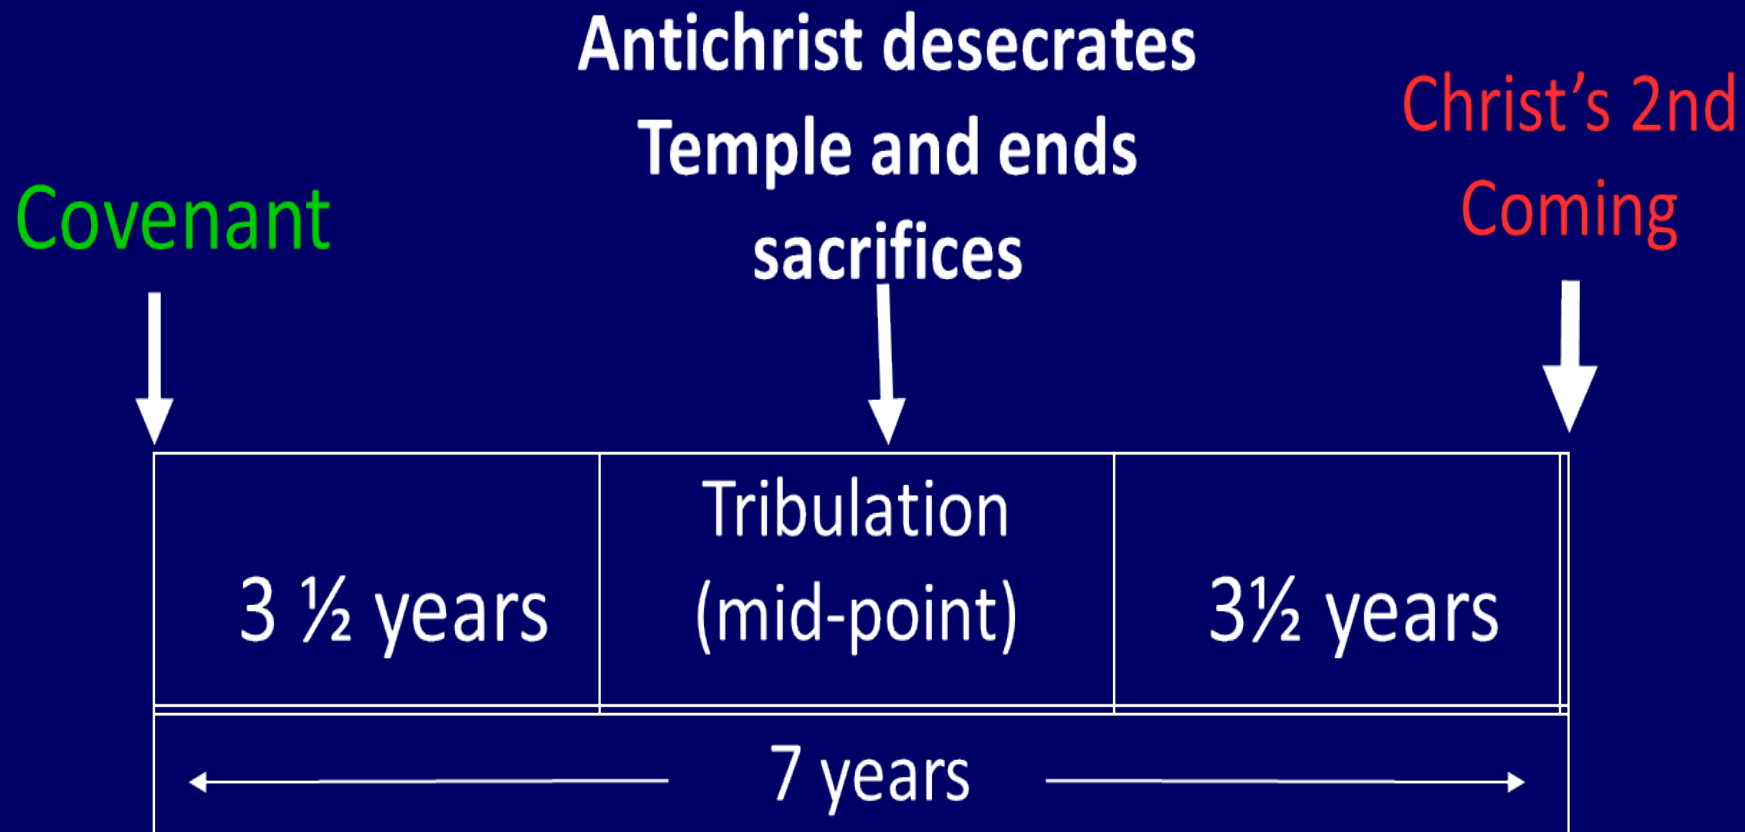 Antichrist desecrates
Temple and ends
sacrifices
Christ’s 2nd
Coming
Covenant
Tribulation
(mid-point)
3 ½ years
3½ years
7 years